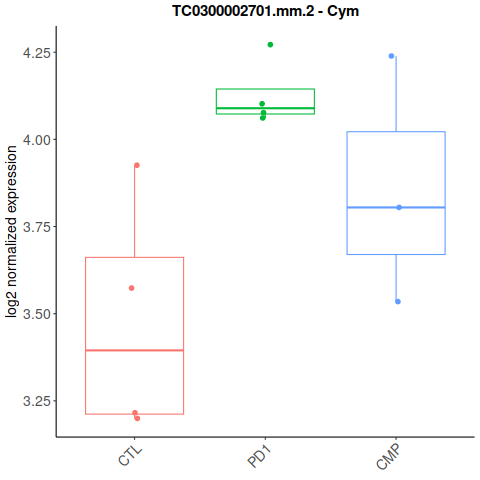 TC0300002701.mm.2 - Cym
log2 normalized expression
4.25
4.00
3.75
3.50
3.25
CTL
PD1
CMP